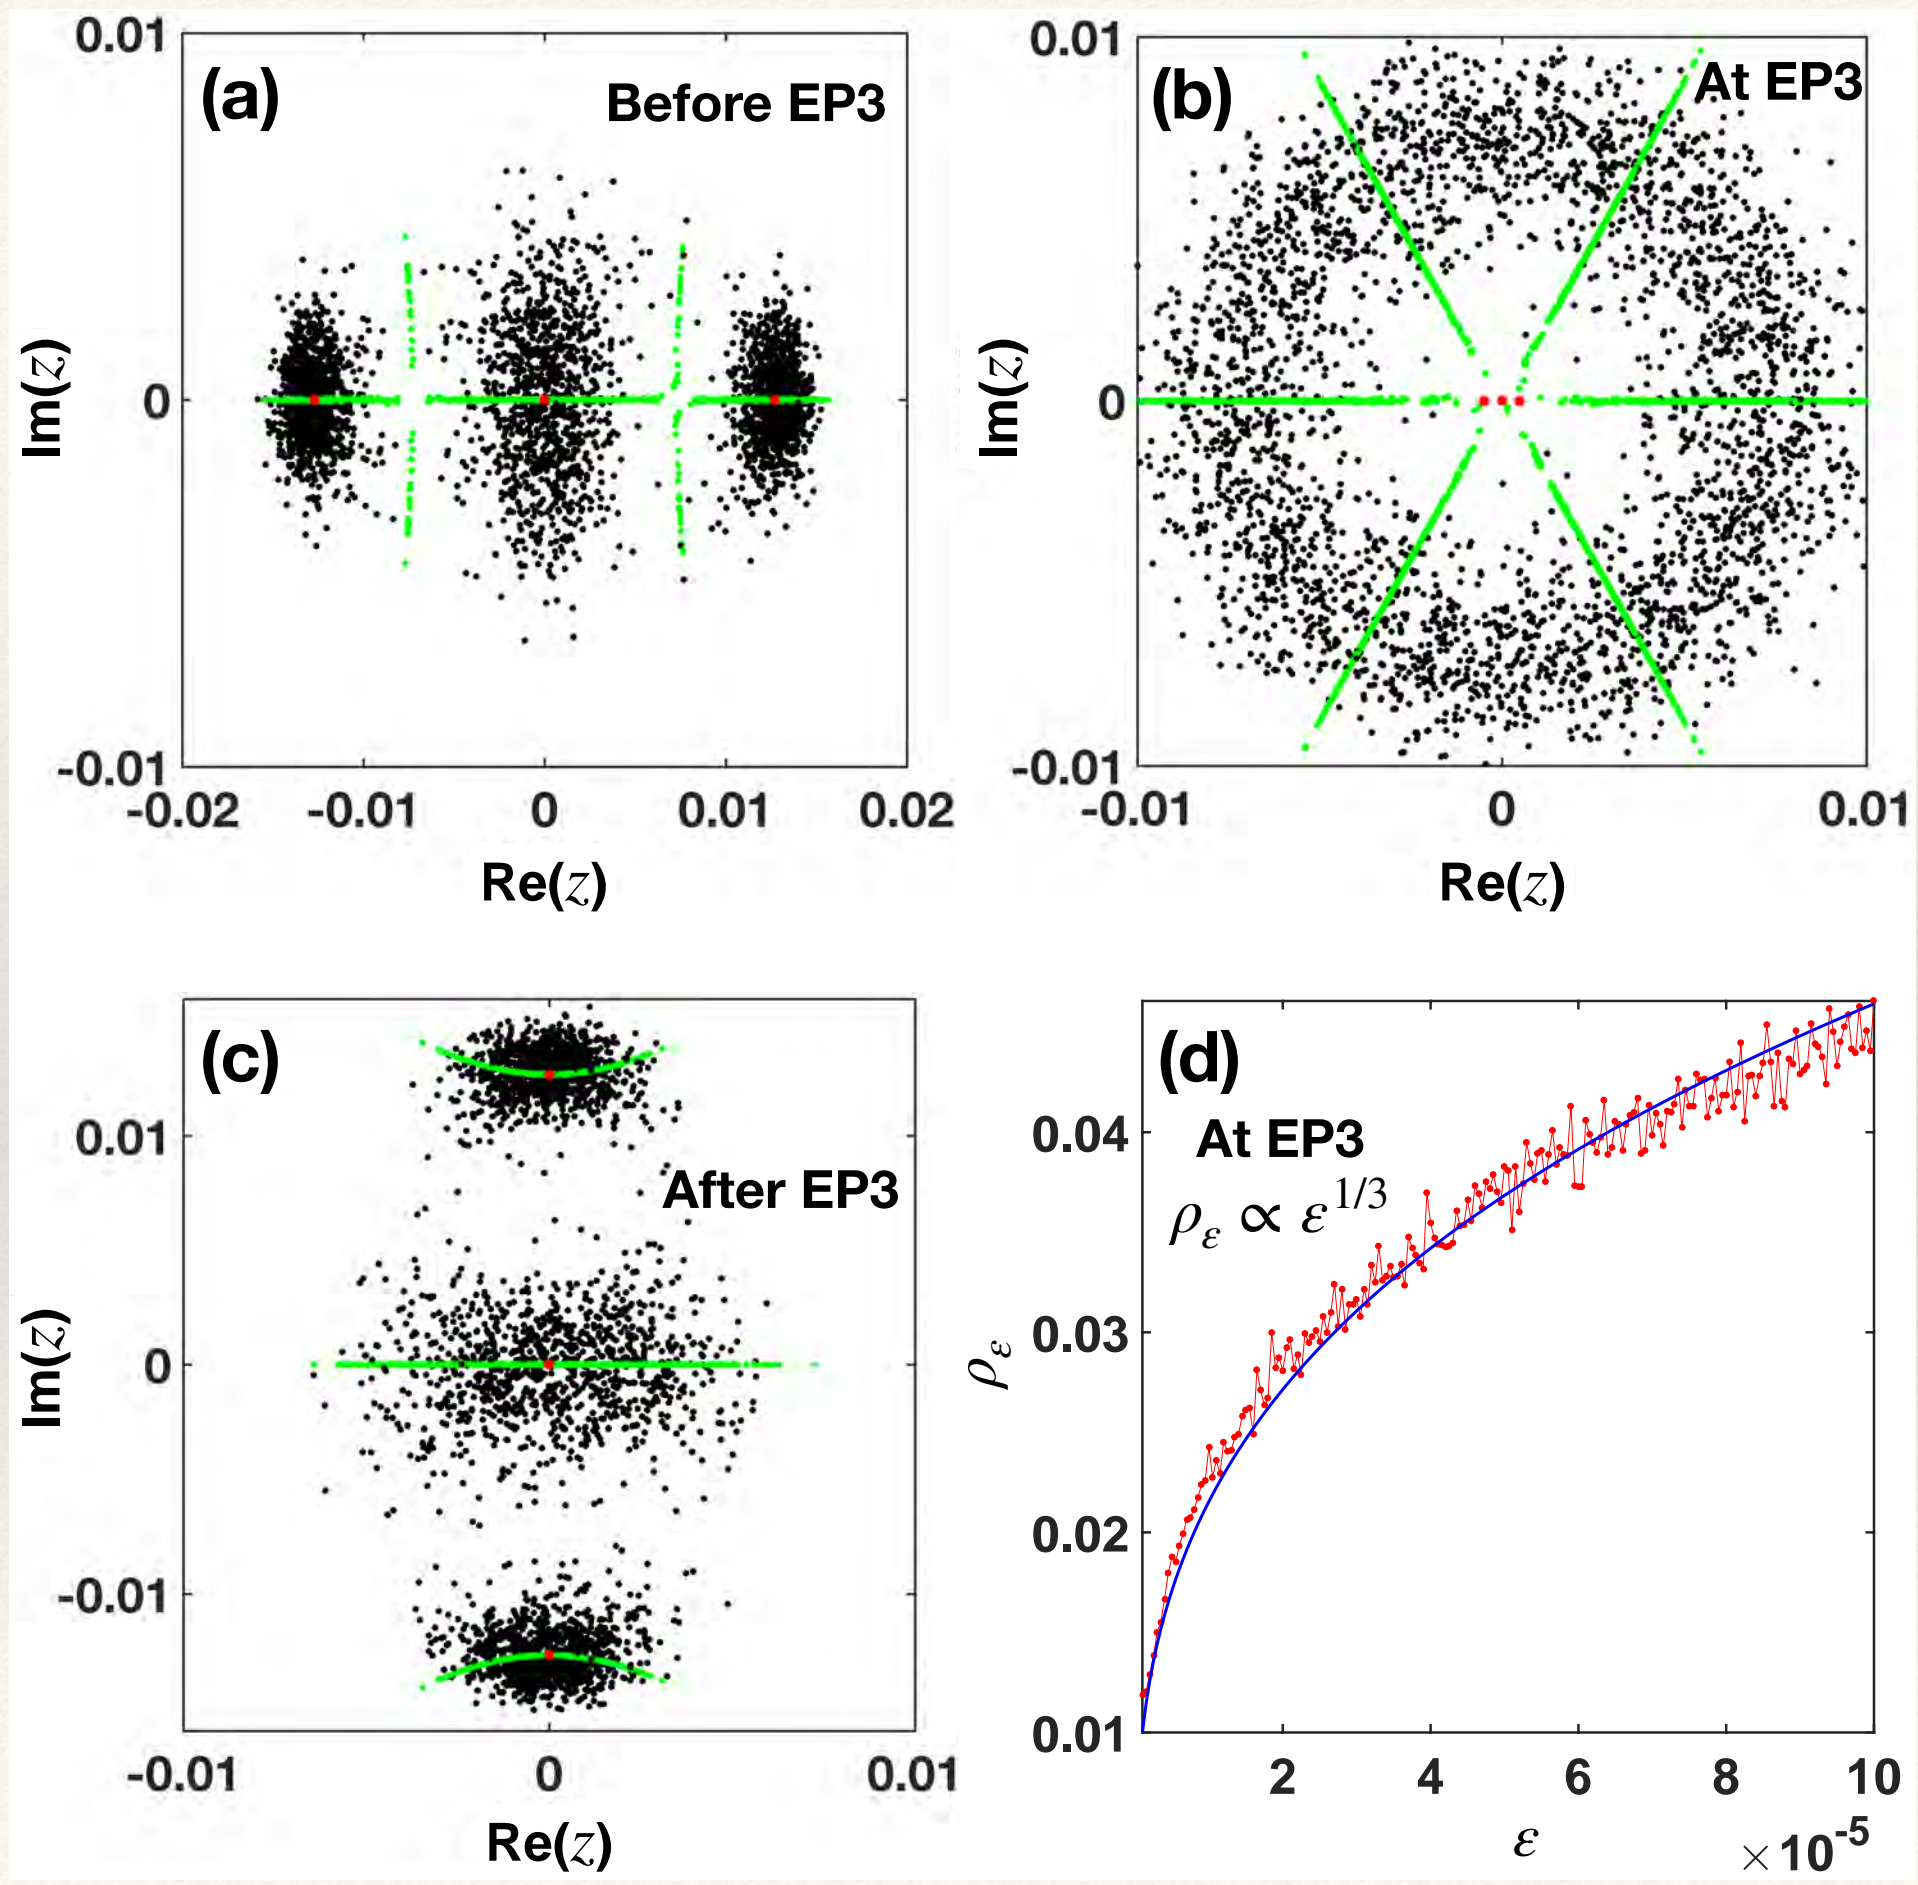 (a)
Before EP3
0.01
0
-0.01
Im(z)
-0.02 -0.01 0 0.01 0.02
Re(z)
(b)
At EP3
0.01
0
-0.01
Im(z)
-0.01 0 0.01
Re(z)
(c)
After EP3
0.01
0
-0.01
Im(z)
-0.01 0 0.01
Re(z)
(d)
At EP3
ρ_ε ∝ ε^{1/3}
0.04
0.03
0.02
0.01
ρ_ε
2 4 6 8 10
ε
×10^{-5}